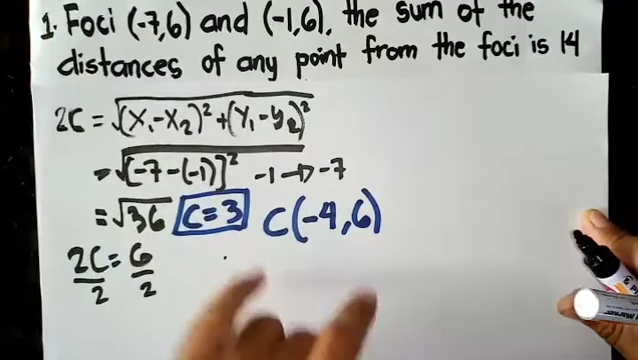 1. Foci (-7,6) and (-1,6), the sum of the
distances of any point from the foci is 14
2C = √(X₁-X₂)²+(Y₁-y₂)²
= √[-7-(-1)]² -1→-7
= √36 C=3 C(-4,6)
2C = 6
2 2